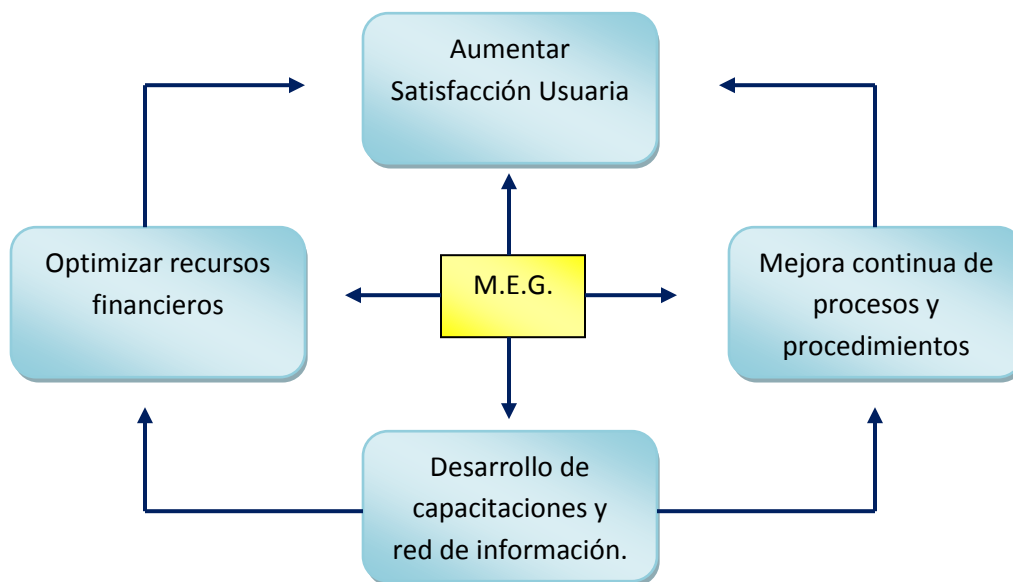 Aumentar
Satisfacción Usuaria
Optimizar recursos
financieros
M.E.G.
Mejora continua de
procesos y
procedimientos
Desarrollo de
capacitaciones y
red de información.